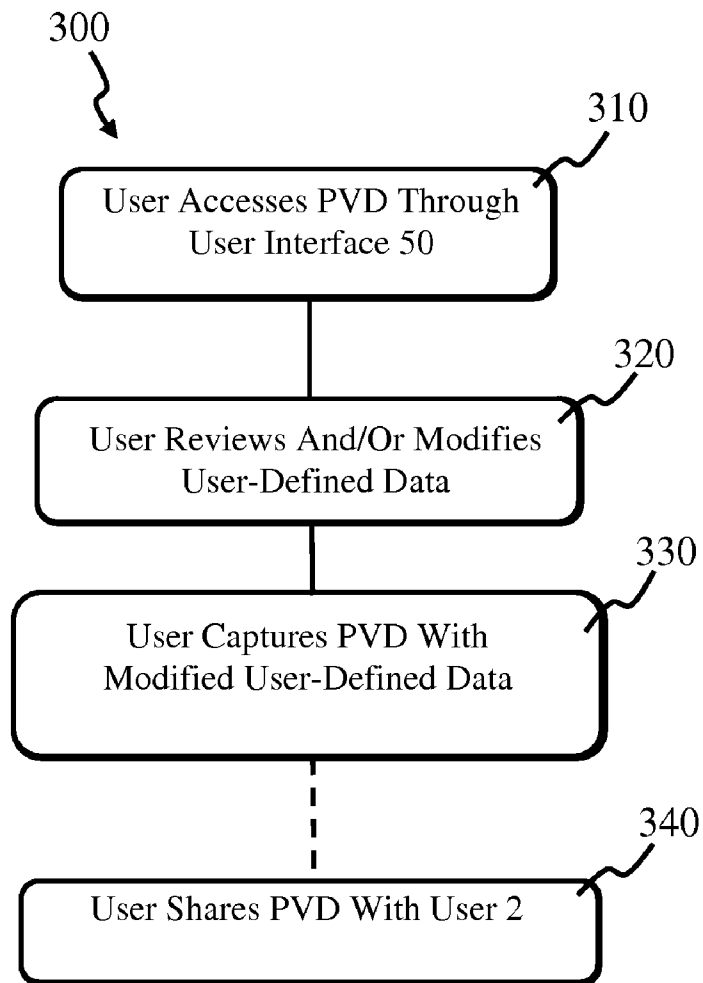 300
310
User Accesses PVD Through
User Interface 50
320
User Reviews And/Or Modifies
User-Defined Data
330
User Captures PVD With
Modified User-Defined Data
340
User Shares PVD With User 2